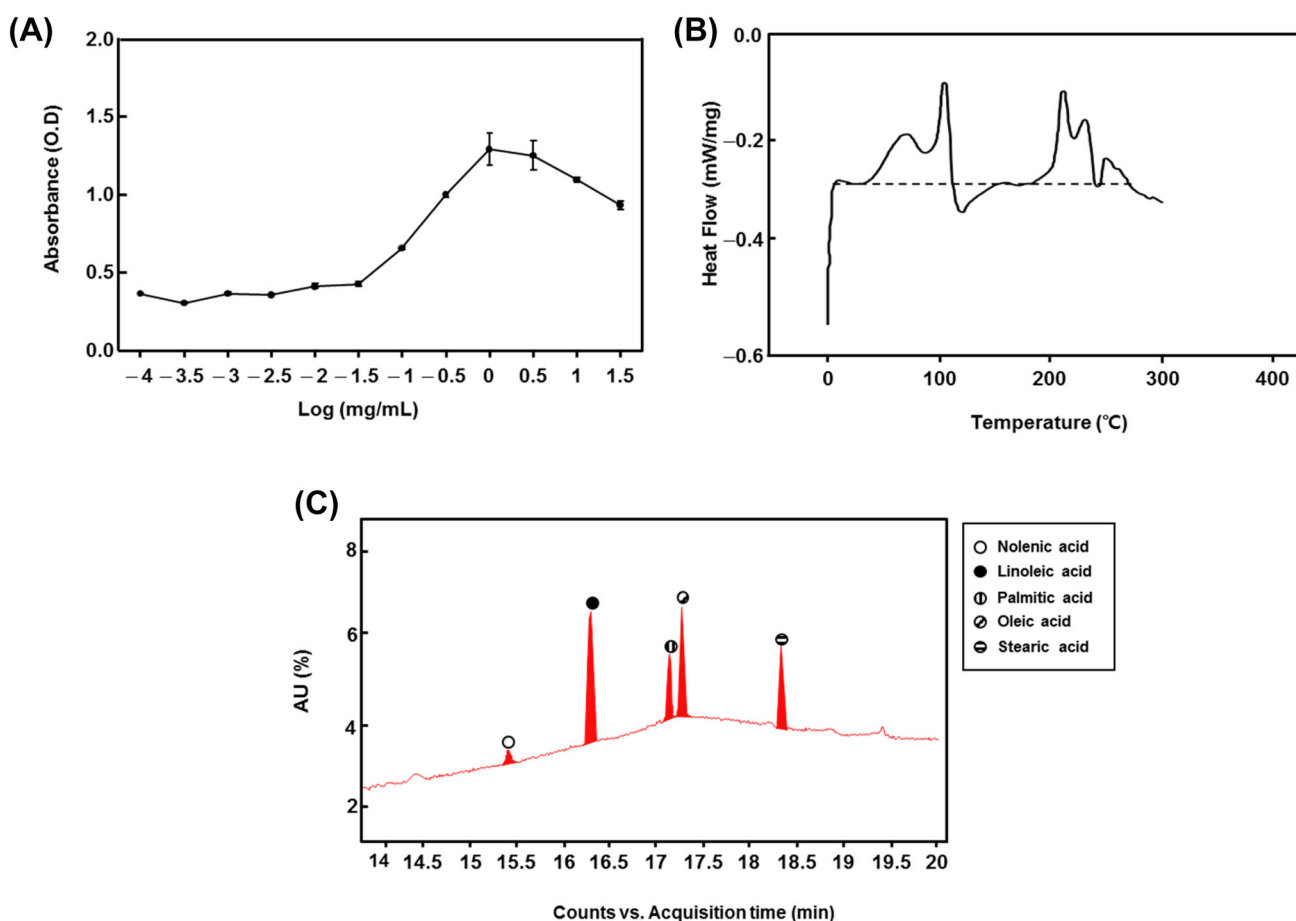 (A)
2.0
1.5
1.0
0.5
0.0
Absorbance (O.D)
−4 −3.5 −3 −2.5 −2 −1.5 −1 −0.5 0 0.5 1 1.5
Log (mg/mL)
(B)
0.0
−0.2
−0.4
−0.6
Heat Flow (mW/mg)
0 100 200 300 400
Temperature (℃)
(C)
8
6
4
2
AU (%)
14 14.5 15.5 16 16.5 17 17.5 18 18.5 19 19.5 20
Counts vs. Acquisition time (min)
Nolenic acid
Linoleic acid
Palmitic acid
Oleic acid
Stearic acid